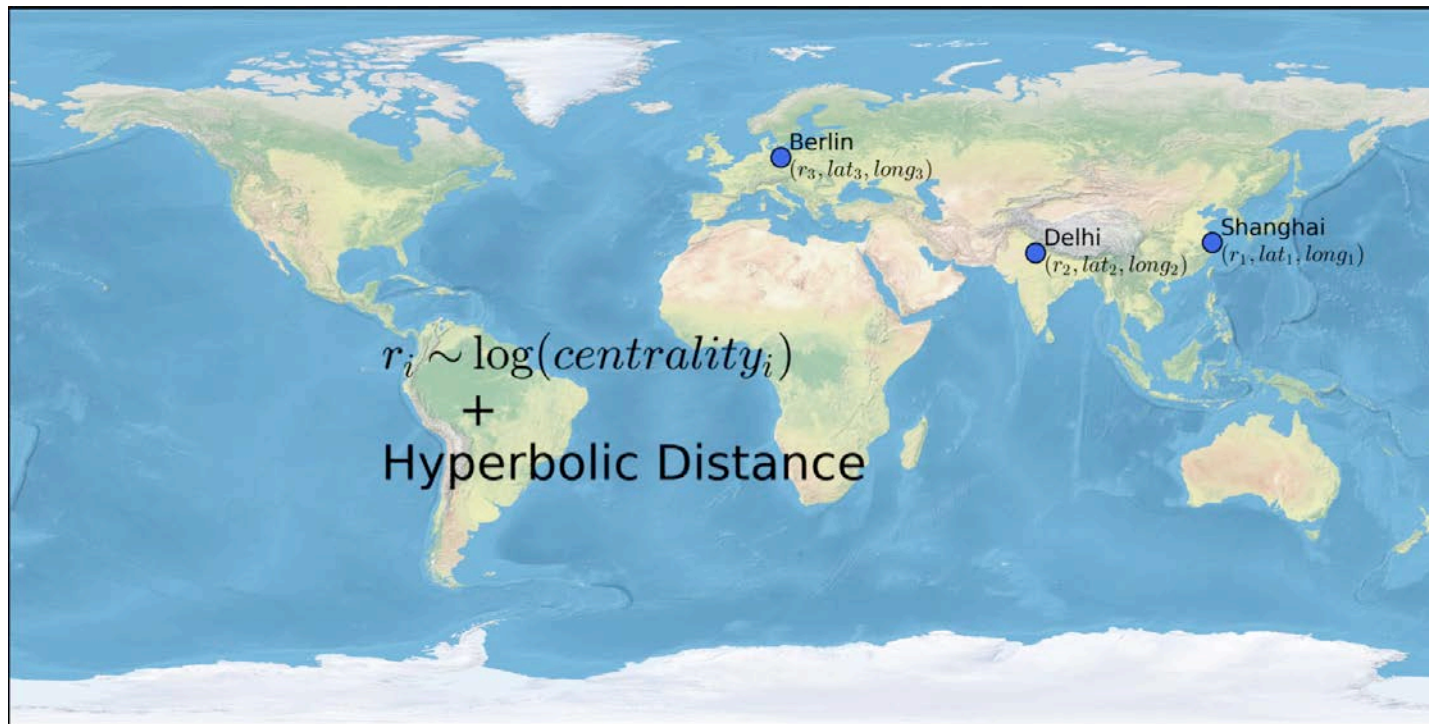 Berlin
(r₃, lat₃, long₃)
Shanghai
(r₁, lat₁, long₁)
Delhi
(r₂, lat₂, long₂)
rᵢ ∼ log(centralityᵢ)
+
Hyperbolic Distance